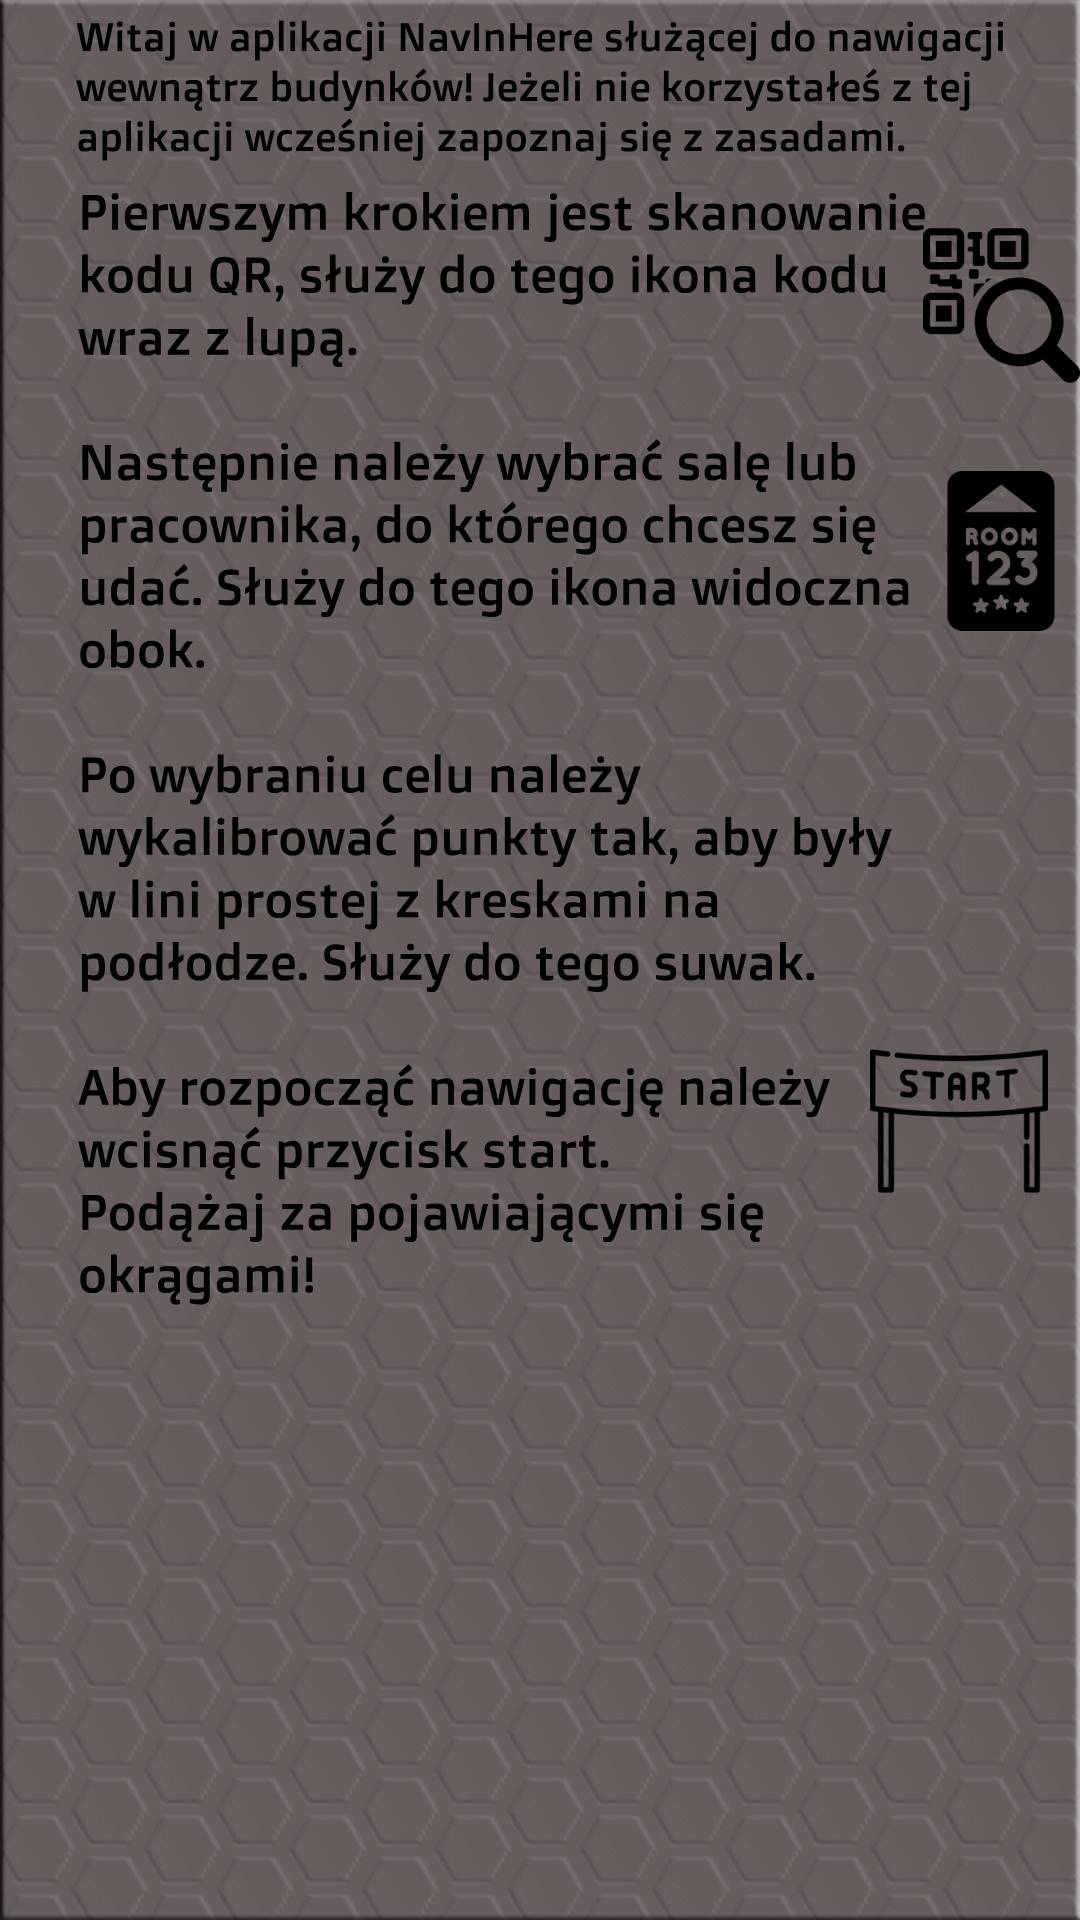 Witaj w aplikacji NavInHere służącej do nawigacji
wewnątrz budynków! Jeżeli nie korzystałeś z tej
aplikacji wcześniej zapoznaj się z zasadami.
Pierwszym krokiem jest skanowanie
kodu QR, służy do tego ikona kodu
wraz z lupą.
Następnie należy wybrać salę lub
pracownika, do którego chcesz się
udać. Służy do tego ikona widoczna
obok.
ROOM
123
Po wybraniu celu należy
wykalibrować punkty tak, aby były
w lini prostej z kreskami na
podłodze. Służy do tego suwak.
Aby rozpocząć nawigację należy
wcisnąć przycisk start.
Podążaj za pojawiającymi się
okrągami!
START